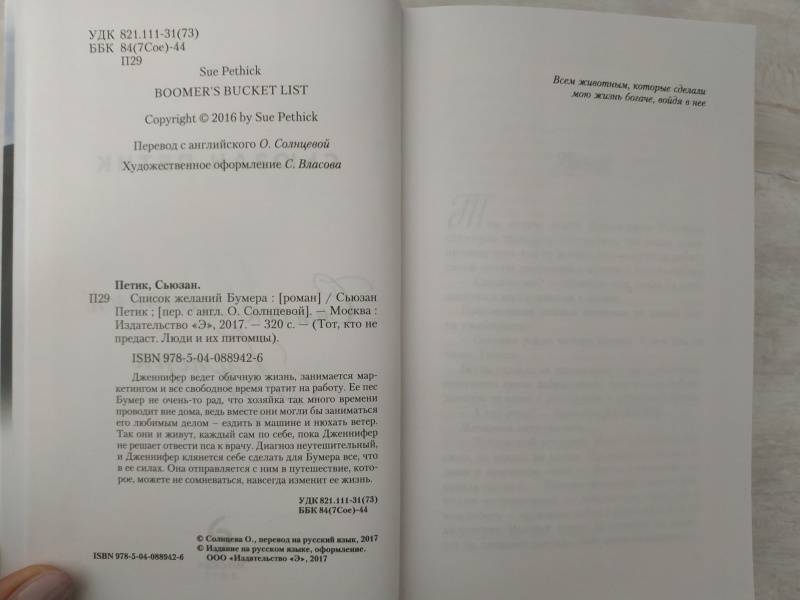 УДК 821.111-31(73)
ББК 84(7Сое)-44
П29
Sue Pethick
BOOMER'S BUCKET LIST
Copyright © 2016 by Sue Pethick
Перевод с английского О. Солнцевой
Художественное оформление С. Власова
Петик, Сьюзан.
П29 Список желаний Бумера : [роман] / Сьюзан
Петик ; [пер. с англ. О. Солнцевой]. — Москва :
Издательство «Э», 2017. — 320 с. — (Тот, кто не
предаст. Люди и их питомцы).
ISBN 978-5-04-088942-6
Дженнифер ведет обычную жизнь, занимается мар-
кетингом и все свободное время тратит на работу. Ее пес
Бумер не очень-то рад, что хозяйка так много времени
проводит вне дома, ведь вместе они могли бы заниматься
его любимым делом – ездить в машине и нюхать ветер.
Так они и живут, каждый сам по себе, пока Дженнифер
не решает отвести пса к врачу. Диагноз неутешительный,
и Дженнифер клянется себе сделать для Бумера все, что
в ее силах. Она отправляется с ним в путешествие, кото-
рое, можете не сомневаться, навсегда изменит ее жизнь.
УДК 821.111-31(73)
ББК 84(7Сое)-44
© Солнцева О., перевод на русский язык, 2017
© Издание на русском языке, оформление.
ООО «Издательство «Э», 2017
ISBN 978-5-04-088942-6
Всем животным, которые сделали
мою жизнь богаче, войдя в нее